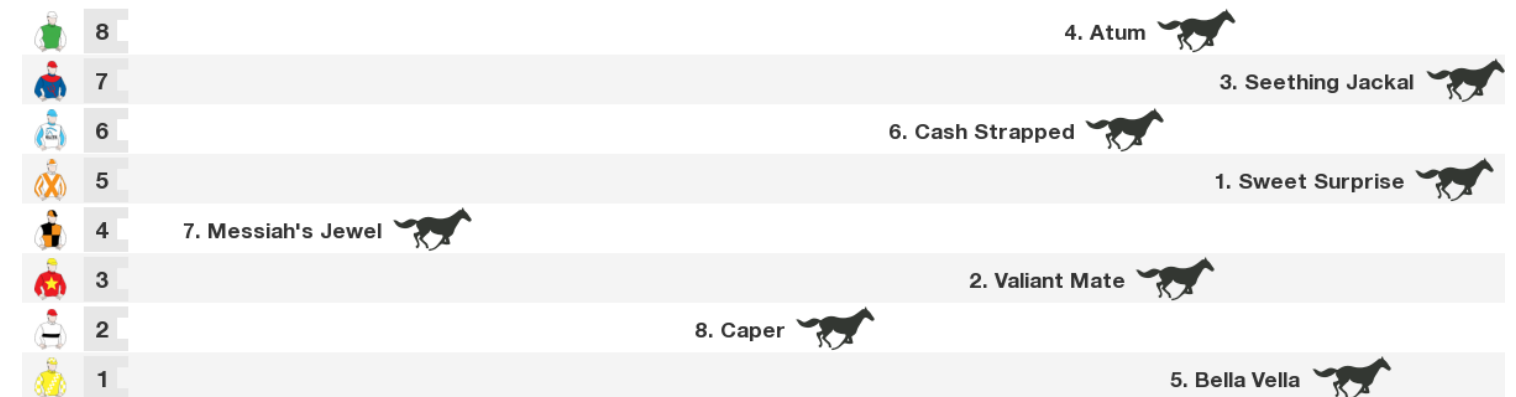 8 4. Atum
7 3. Seething Jackal
6 6. Cash Strapped
5 1. Sweet Surprise
4 7. Messiah's Jewel
3 2. Valiant Mate
2 8. Caper
1 5. Bella Vella